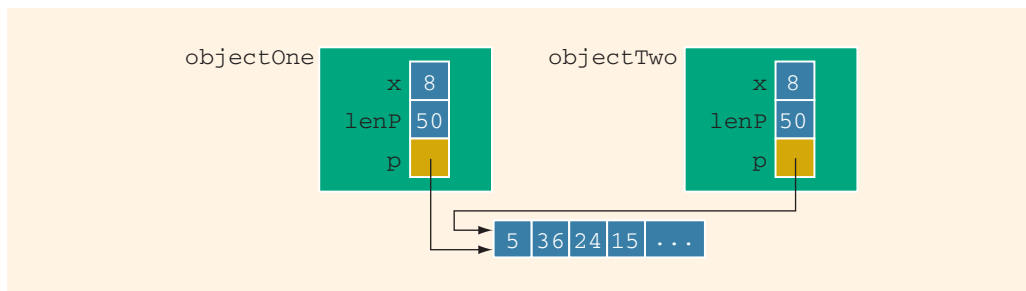 objectOne
x 8
lenP 50
p
objectTwo
x 8
lenP 50
p
5 36 24 15 ...